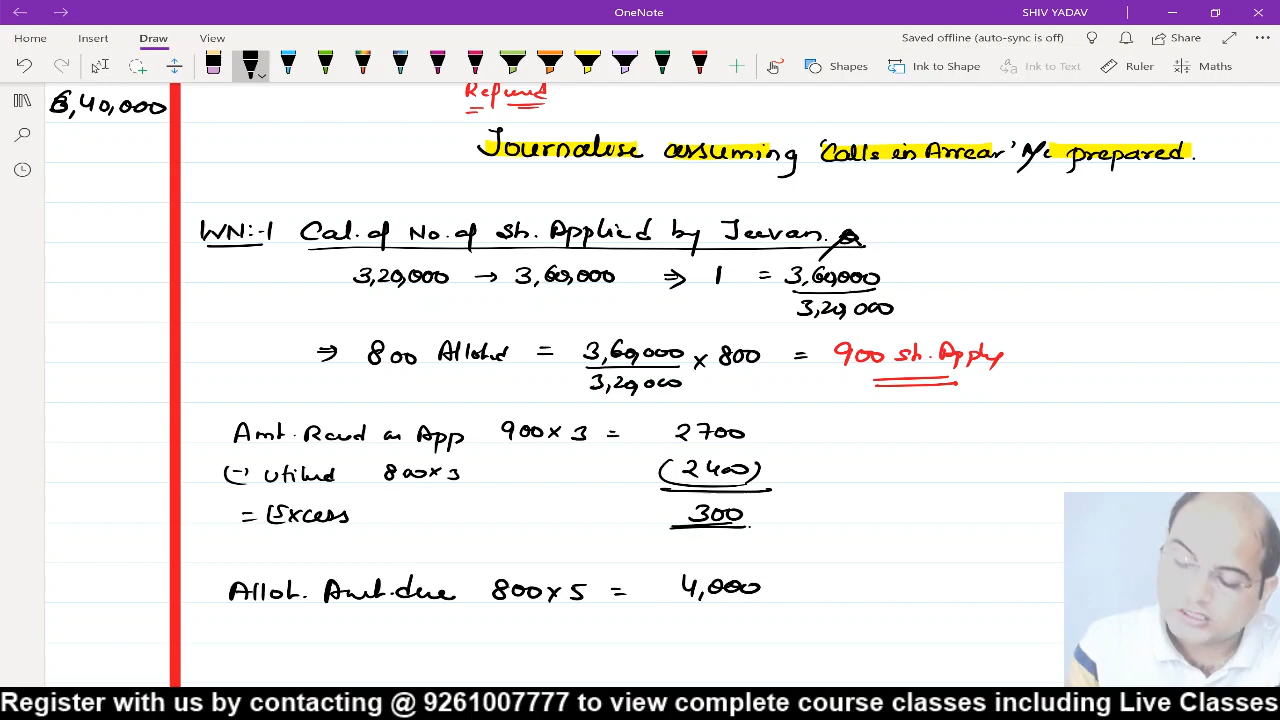 OneNote
SHIV YADAV
Home Insert Draw View
Saved offline (auto-sync is off)
Share
Shapes
Ink to Shape
Ink to Text
Ruler
Maths
6,40,000
Refund
Journalise assuming 'Calls in Arrear' A/c prepared.
WN:-1 Cal. of No. of Sh. Applied by Jeevan.
3,20,000 → 3,60,000 ⇒ 1 = 3,60,000
3,20,000
⇒ 800 Alloted = 3,60,000 × 800 = 900 Sh. Apply
3,20,000
Amt. Recvd on App 900 × 3 = 2700
(-) Utilised 800 × 3 (2400)
= Excess 300
Allot. Amt. due 800 × 5 = 4,000
Register with us by contacting @ 9261007777 to view complete course classes including Live Classes